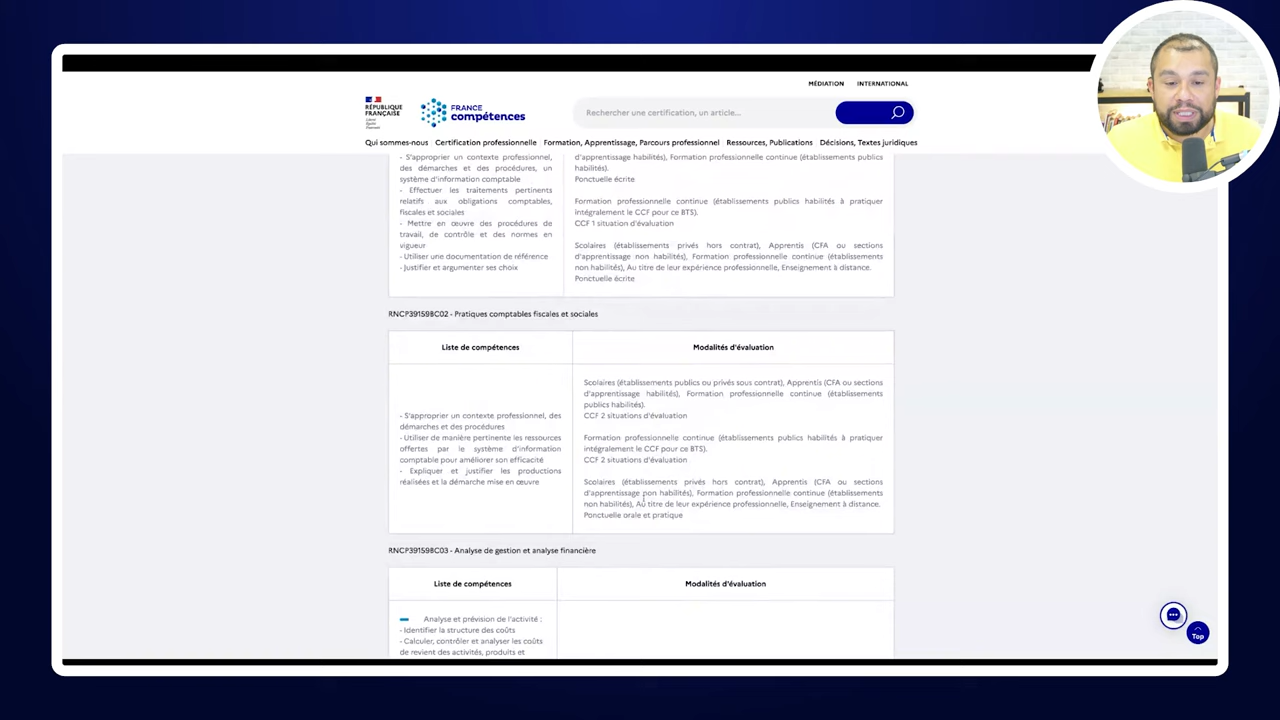 MÉDIATION INTERNATIONAL
RÉPUBLIQUE
FRANÇAISE
Liberté
Égalité
Fraternité
FRANCE
compétences
Rechercher une certification, un article...
Qui sommes-nous Certification professionnelle Formation, Apprentissage, Parcours professionnel Ressources, Publications Décisions, Textes juridiques
- S'approprier un contexte professionnel,
des démarches et des procédures, un
système d'information comptable
- Effectuer les traitements pertinents
relatifs aux obligations comptables,
fiscales et sociales
- Mettre en œuvre des procédures de
travail, de contrôle et des normes en
vigueur
- Utiliser une documentation de référence
- Justifier et argumenter ses choix
d'apprentissage habilités), Formation professionnelle continue (établissements publics
habilités).
Ponctuelle écrite
Formation professionnelle continue (établissements publics habilités à pratiquer
intégralement le CCF pour ce BTS).
CCF 1 situation d'évaluation
Scolaires (établissements privés hors contrat), Apprentis (CFA ou sections
d'apprentissage non habilités), Formation professionnelle continue (établissements
non habilités), Au titre de leur expérience professionnelle, Enseignement à distance.
Ponctuelle écrite
RNCP39159BC02 - Pratiques comptables fiscales et sociales
Liste de compétences
Modalités d'évaluation
- S'approprier un contexte professionnel, des
démarches et des procédures
- Utiliser de manière pertinente les ressources
offertes par le système d'information
comptable pour améliorer son efficacité
- Expliquer et justifier les productions
réalisées et la démarche mise en œuvre
Scolaires (établissements publics ou privés sous contrat), Apprentis (CFA ou sections
d'apprentissage habilités), Formation professionnelle continue (établissements
publics habilités).
CCF 2 situations d'évaluation
Formation professionnelle continue (établissements publics habilités à pratiquer
intégralement le CCF pour ce BTS).
CCF 2 situations d'évaluation
Scolaires (établissements privés hors contrat), Apprentis (CFA ou sections
d'apprentissage non habilités), Formation professionnelle continue (établissements
non habilités), Au titre de leur expérience professionnelle, Enseignement à distance.
Ponctuelle orale et pratique
RNCP39159BC03 - Analyse de gestion et analyse financière
Liste de compétences
Modalités d'évaluation
Analyse et prévision de l'activité :
- Identifier la structure des coûts
- Calculer, contrôler et analyser les coûts
de revient des activités, produits et
Top